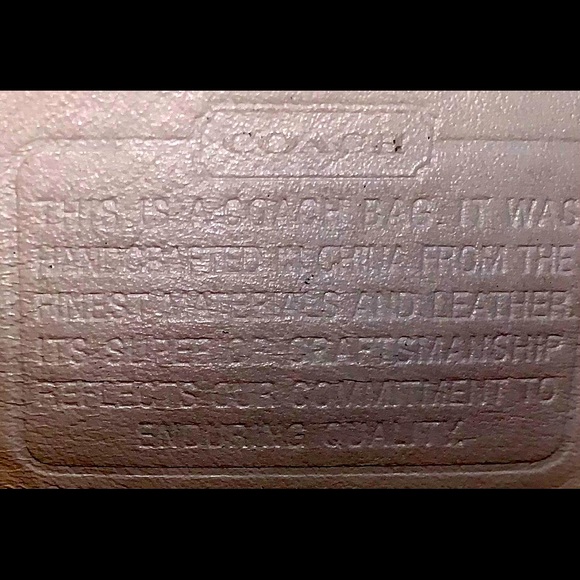 COACH
THIS IS A COACH BAG. IT WAS
HANDCRAFTED IN CHINA FROM THE
FINEST MATERIALS AND LEATHER.
ITS SUPERIOR CRAFTSMANSHIP
REFLECTS OUR COMMITMENT TO
ENDURING QUALITY.